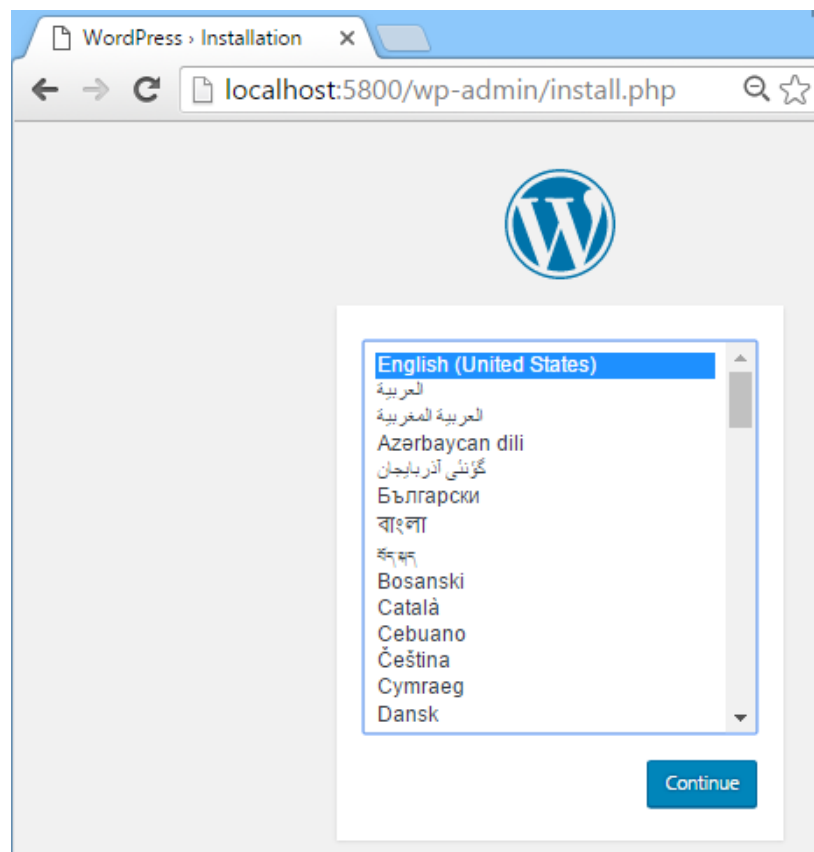 WordPress › Installation
localhost:5800/wp-admin/install.php
English (United States)
العربية
العربية المغربية
Azərbaycan dili
گؤنئی آذربایجان
Български
বাংলা
བོད་སྐད
Bosanski
Català
Cebuano
Čeština
Cymraeg
Dansk
Continue